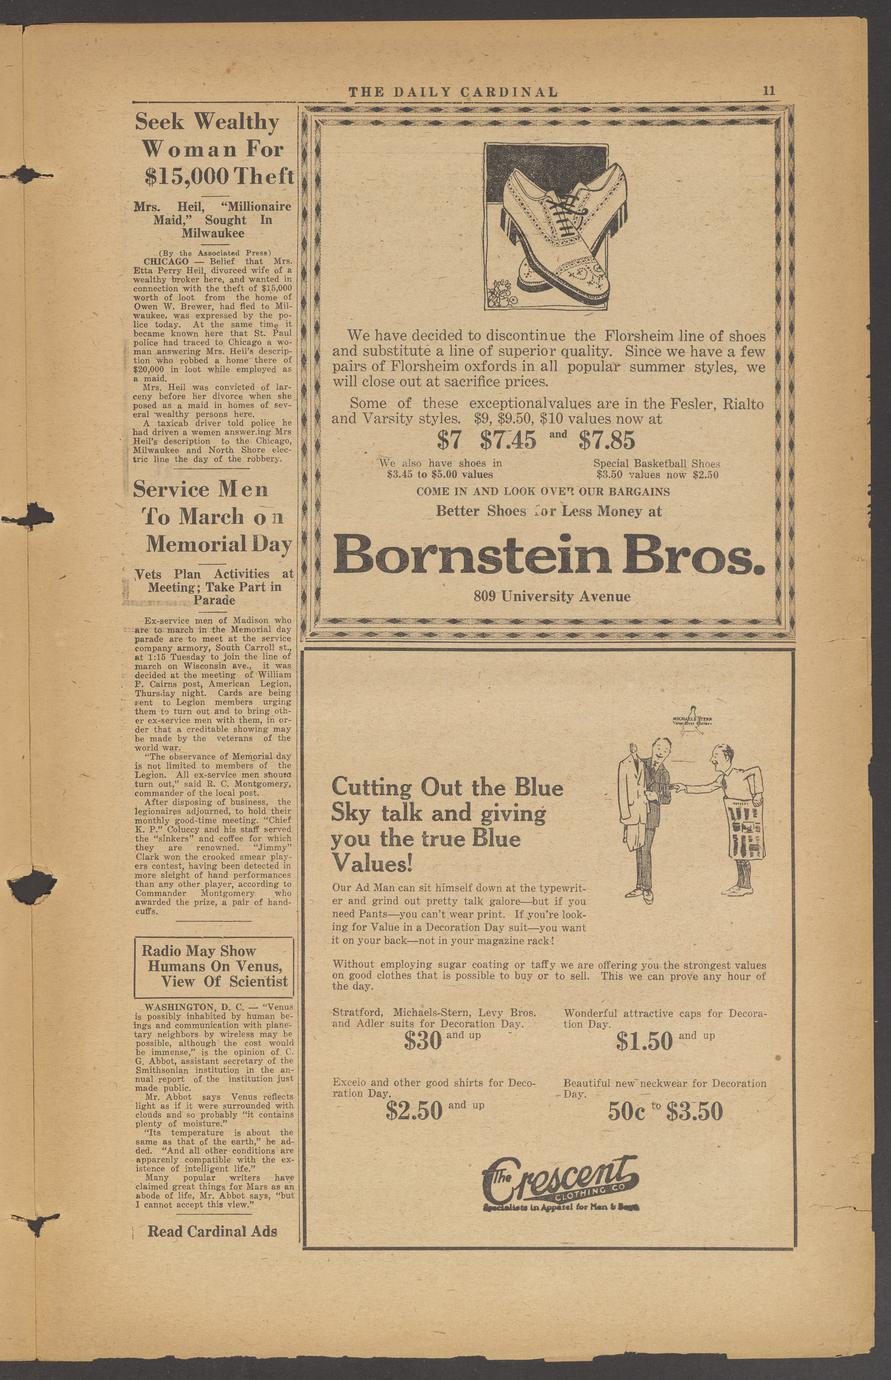 THE DAILY CARDINAL 11
Seek Wealthy
Woman For
$15,000 Theft
Mrs. Heil, "Millionaire
Maid," Sought In
Milwaukee
(By the Associated Press)
CHICAGO — Belief that Mrs.
Etta Perry Heil, divorced wife of a
wealthy broker here, and wanted in
connection with the theft of $15,000
worth of loot from the home of
Owen W. Brewer, had fled to Mil-
waukee, was expressed by the po-
lice today. At the same time it
became known here that St. Paul
police had traced to Chicago a wo-
man answering Mrs. Heil's descrip-
tion who robbed a home there of
$20,000 in loot while employed as
a maid.
Mrs. Heil was convicted of lar-
ceny before her divorce when she
posed as a maid in homes of sev-
eral wealthy persons here.
A taxicab driver told police he
had driven a women answering Mrs
Heil's description to the Chicago,
Milwaukee and North Shore elec-
tric line the day of the robbery.
Service Men
To March on
Memorial Day
Vets Plan Activities at
Meeting; Take Part in
Parade
Ex-service men of Madison who
are to march in the Memorial day
parade are to meet at the service
company armory, South Carroll st.,
at 1:15 Tuesday to join the line of
march on Wisconsin ave., it was
decided at the meeting of William
P. Cairns post, American Legion,
Thursday night. Cards are being
sent to Legion members urging
them to turn out and to bring oth-
er ex-service men with them, in or-
der that a creditable showing may
be made by the veterans of the
world war.
"The observance of Memorial day
is not limited to members of the
Legion. All ex-service men should
turn out," said R. C. Montgomery,
commander of the local post.
After disposing of business, the
legionaires adjourned, to hold their
monthly good-time meeting. "Chief
K. P." Coluccy and his staff served
the "sinkers" and coffee for which
they are renowned. "Jimmy"
Clark won the crooked smear play-
ers contest, having been detected in
more sleight of hand performances
than any other player, according to
Commander Montgomery who
awarded the prize, a pair of hand-
cuffs.
Radio May Show
Humans On Venus,
View Of Scientist
WASHINGTON, D. C. — "Venus
is possibly inhabited by human be-
ings and communication with plane-
tary neighbors by wireless may be
possible, although the cost would
be immense," is the opinion of C.
G. Abbot, assistant secretary of the
Smithsonian institution in the an-
nual report of the institution just
made public.
Mr. Abbot says Venus reflects
light as if it were surrounded with
clouds and so probably "it contains
plenty of moisture."
"Its temperature is about the
same as that of the earth," he ad-
ded. "And all other conditions are
apparenly compatible with the ex-
istence of intelligent life."
Many popular writers have
claimed great things for Mars as an
abode of life, Mr. Abbot says, "but
I cannot accept this view."
Read Cardinal Ads
We have decided to discontinue the Florsheim line of shoes
and substitute a line of superior quality. Since we have a few
pairs of Florsheim oxfords in all popular summer styles, we
will close out at sacrifice prices.
Some of these exceptionalvalues are in the Fesler, Rialto
and Varsity styles. $9, $9.50, $10 values now at
$7 $7.45 and $7.85
We also have shoes in
$3.45 to $5.00 values
Special Basketball Shoes
$3.50 values now $2.50
COME IN AND LOOK OVER OUR BARGAINS
Better Shoes for Less Money at
Bornstein Bros.
809 University Avenue
MICHAELS STERN
Cutting Out the Blue
Sky talk and giving
you the true Blue
Values!
Our Ad Man can sit himself down at the typewrit-
er and grind out pretty talk galore—but if you
need Pants—you can't wear print. If you're look-
ing for Value in a Decoration Day suit—you want
it on your back—not in your magazine rack!
Without employing sugar coating or taffy we are offering you the strongest values
on good clothes that is possible to buy or to sell. This we can prove any hour of
the day.
Stratford, Michaels-Stern, Levy Bros.
and Adler suits for Decoration Day.
$30 and up
Wonderful attractive caps for Decora-
tion Day.
$1.50 and up
Excelo and other good shirts for Deco-
ration Day.
$2.50 and up
Beautiful new neckwear for Decoration
Day.
50c to $3.50
The Crescent
CLOTHING CO
Specialists in Apparel for Men & Boys